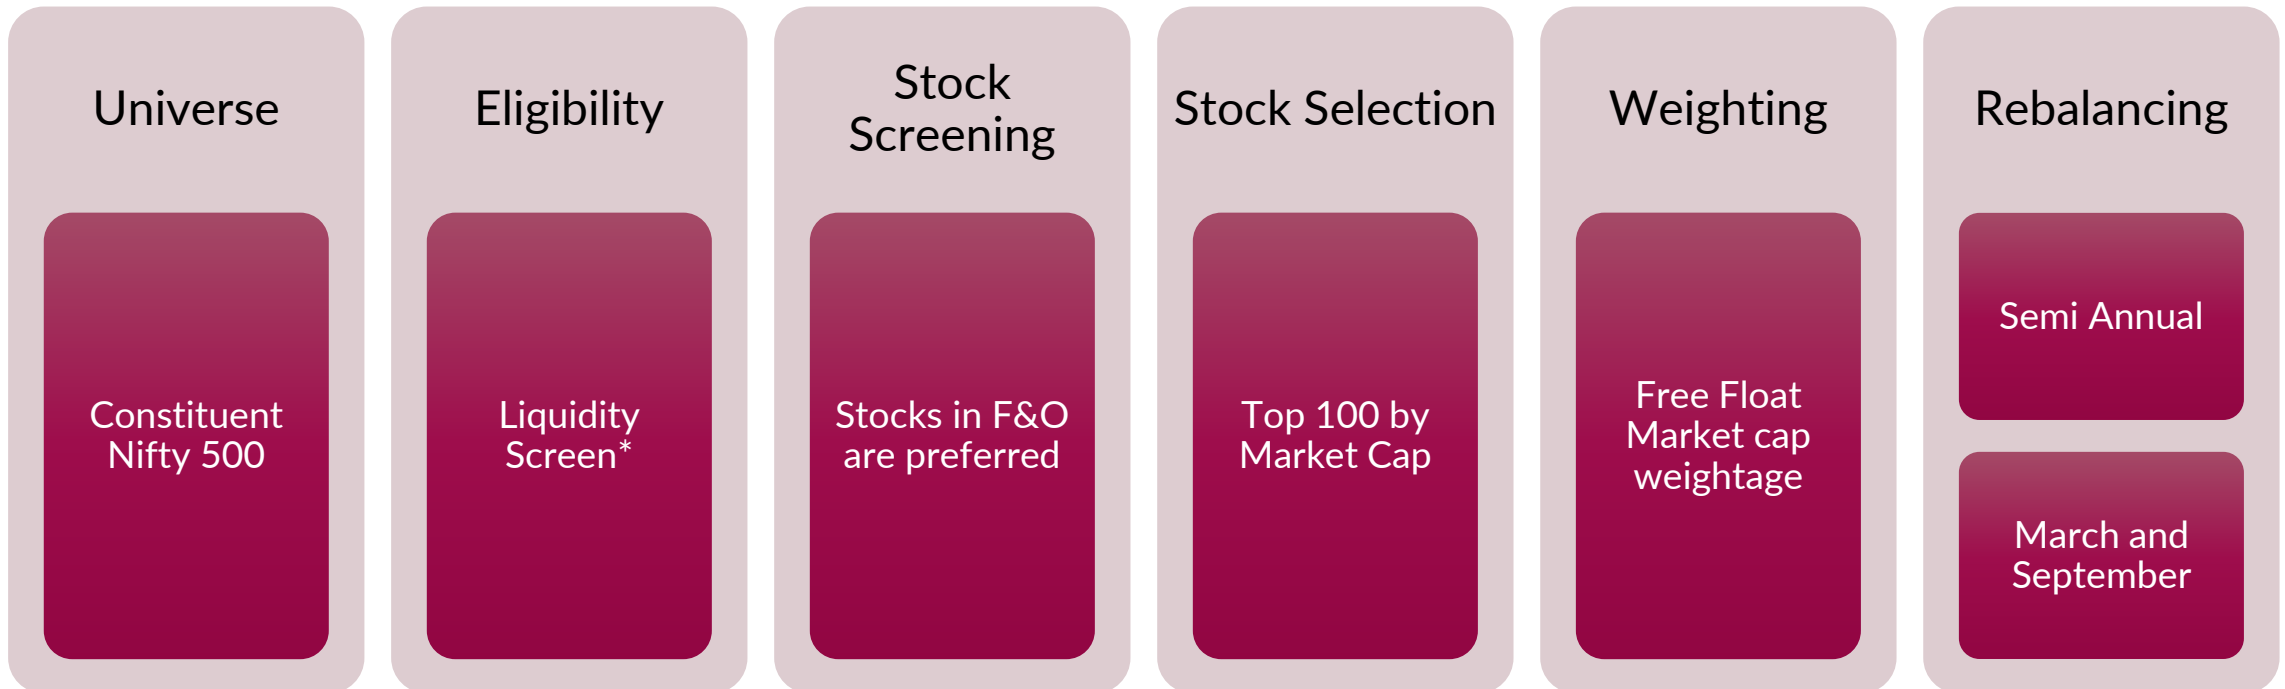 Universe
Constituent
Nifty 500
Eligibility
Liquidity
Screen*
Stock
Screening
Stocks in F&O
are preferred
Stock Selection
Top 100 by
Market Cap
Weighting
Free Float
Market cap
weightage
Rebalancing
Semi Annual
March and
September